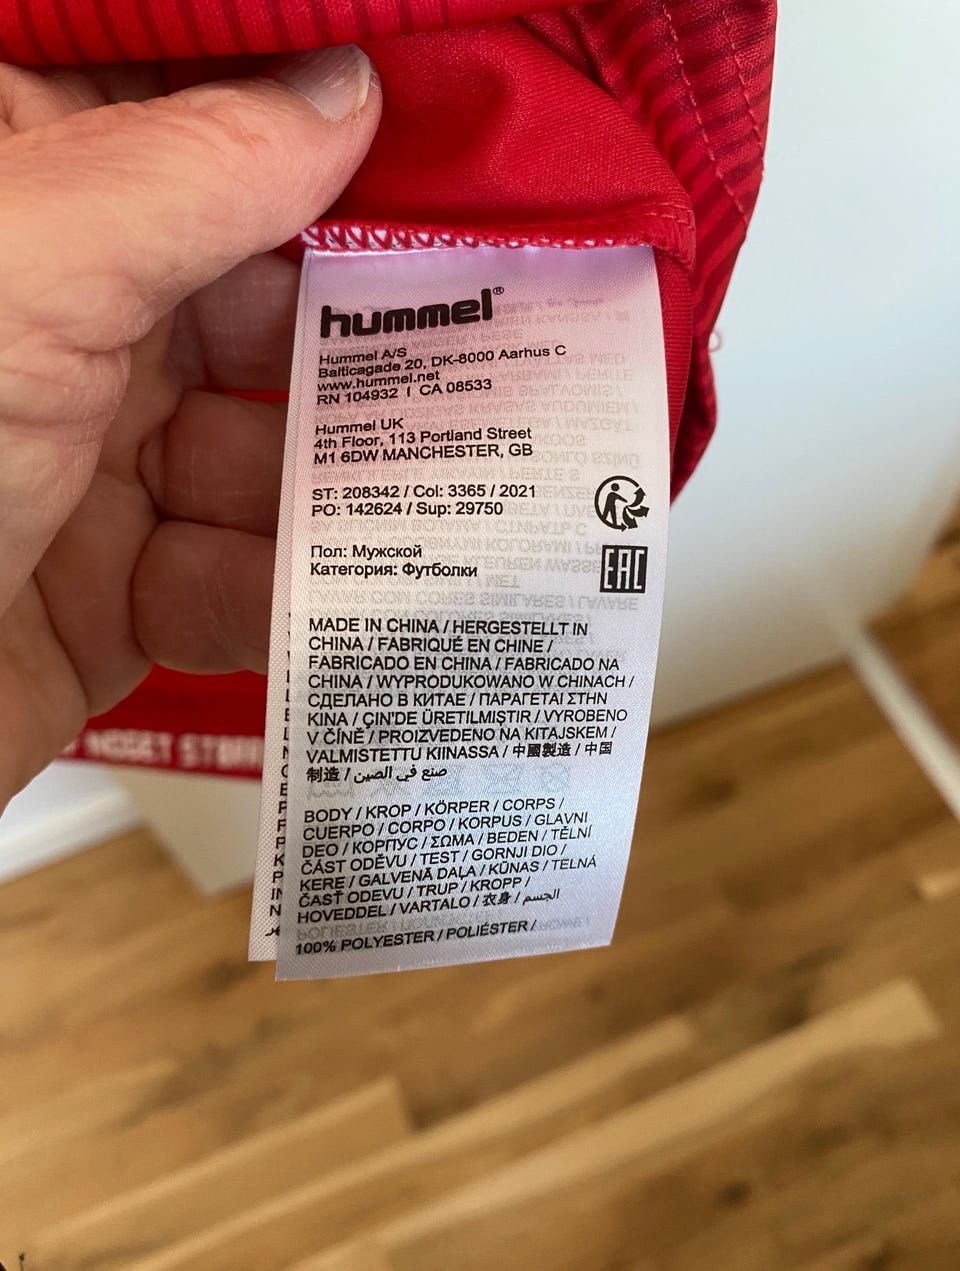 hummel®
Hummel A/S
Balticagade 20, DK-8000 Aarhus C
www.hummel.net
RN 104932 I CA 08533
Hummel UK
4th Floor, 113 Portland Street
M1 6DW MANCHESTER, GB
ST: 208342 / Col: 3365 / 2021
PO: 142624 / Sup: 29750
Пол: Мужской
Категория: Футболки
EAC
MADE IN CHINA / HERGESTELLT IN
CHINA / FABRIQUÉ EN CHINE /
FABRICADO EN CHINA / FABRICADO NA
CHINA / WYPRODUKOWANO W CHINACH /
СДЕЛАНО В КИТАЕ / ΠΑΡΑΓΕΤΑΙ ΣΤΗΝ
ΚΙΝΑ / ÇIN'DE ÜRETILMIŞTIR / VYROBENO
V ČÍNĚ / PROIZVEDENO NA KITAJSKEM /
VALMISTETTU KIINASSA / 中國製造 / 中国
制造 / صنع في الصين
BODY / KROP / KÖRPER / CORPS /
CUERPO / CORPO / KORPUS / GLAVNI
DEO / КОРПУС / ΣΩΜΑ / BEDEN / TĚLNÍ
ČÁST ODĚVU / TEST / GORNJI DIO /
KERE / GALVENĀ DAĻA / KŪNAS / TELNÁ
ČASŤ ODEVU / TRUP / KROPP /
HOVEDDEL / VARTALO / 衣身 / الجسم
100% POLYESTER / POLIÉSTER /
NOGET STØRR